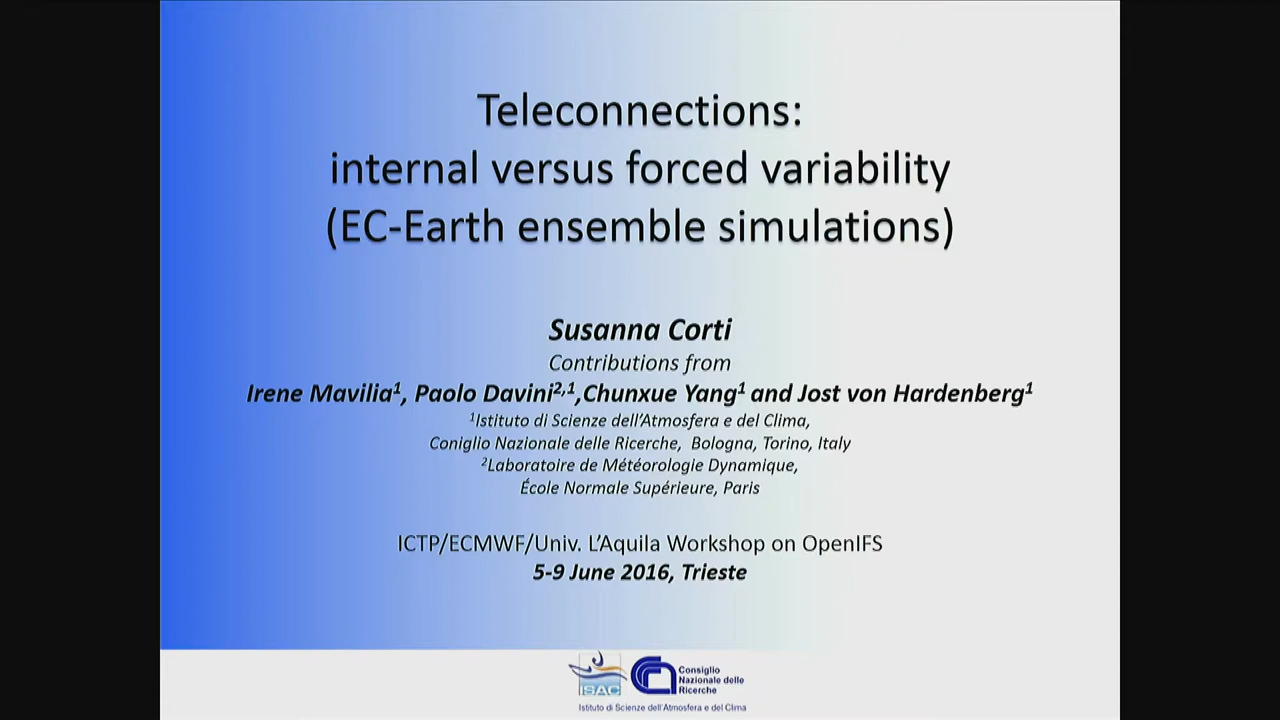 Teleconnections:
internal versus forced variability
(EC-Earth ensemble simulations)
Susanna Corti
Contributions from
Irene Mavilia¹, Paolo Davini²,¹,Chunxue Yang¹ and Jost von Hardenberg¹
¹Istituto di Scienze dell'Atmosfera e del Clima,
Coniglio Nazionale delle Ricerche, Bologna, Torino, Italy
²Laboratoire de Météorologie Dynamique,
École Normale Supérieure, Paris
ICTP/ECMWF/Univ. L'Aquila Workshop on OpenIFS
5-9 June 2016, Trieste
ISAC
Consiglio
Nazionale delle
Ricerche
Istituto di Scienze dell'Atmosfera e del Clima